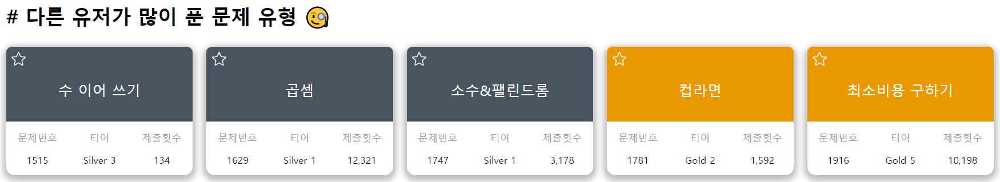 # 다른 유저가 많이 푼 문제 유형 🧐
수 이어 쓰기
문제번호 티어 제출횟수
1515 Silver 3 134
곱셈
문제번호 티어 제출횟수
1629 Silver 1 12,321
소수&팰린드롬
문제번호 티어 제출횟수
1747 Silver 1 3,178
컵라면
문제번호 티어 제출횟수
1781 Gold 2 1,592
최소비용 구하기
문제번호 티어 제출횟수
1916 Gold 5 10,198